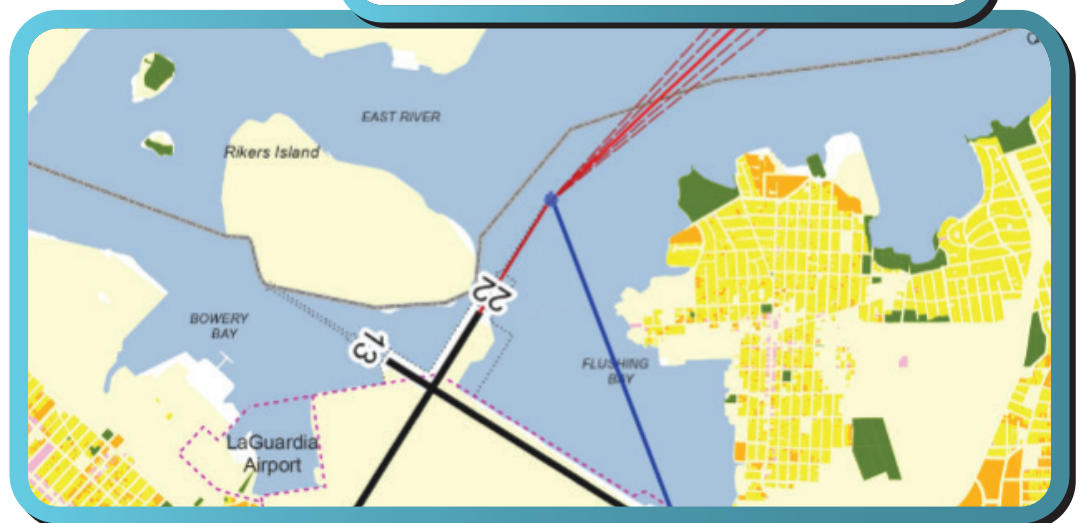 EAST RIVER
Rikers Island
22
BOWERY
BAY
13
FLUSHING
BAY
LaGuardia
Airport